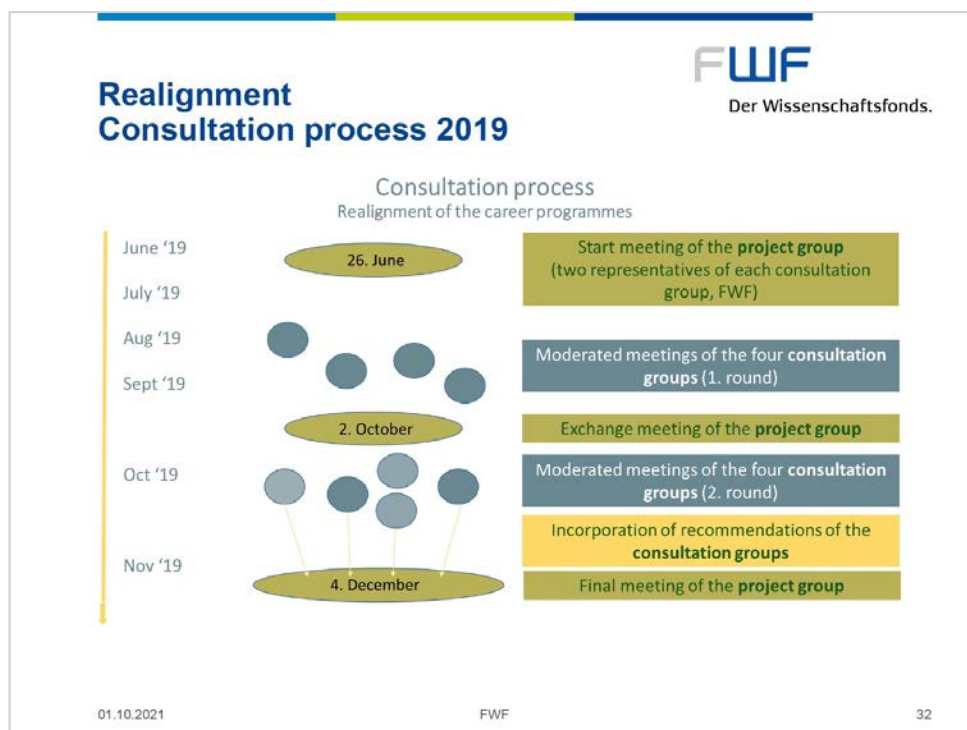 FWF
Der Wissenschaftsfonds.
Realignment
Consultation process 2019
Consultation process
Realignment of the career programmes
June ‘19
26. June
Start meeting of the project group
(two representatives of each consultation
group, FWF)
July ‘19
Aug ‘19
Moderated meetings of the four consultation
groups (1. round)
Sept ‘19
2. October
Exchange meeting of the project group
Oct ‘19
Moderated meetings of the four consultation
groups (2. round)
Incorporation of recommendations of the
consultation groups
Nov ‘19
4. December
Final meeting of the project group
01.10.2021
FWF
32